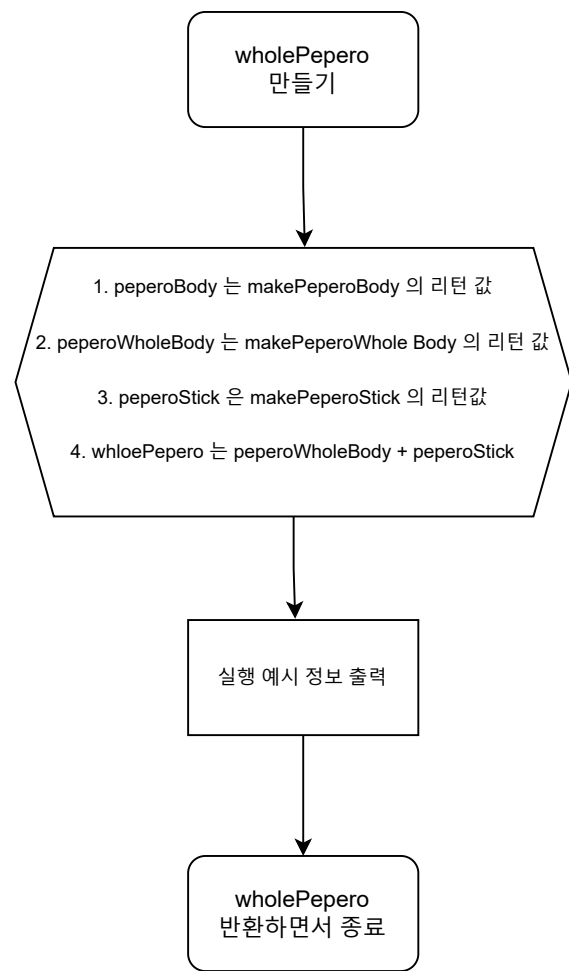 wholePepero
만들기
1. peperoBody 는 makePeperoBody 의 리턴 값
2. peperoWholeBody 는 makePeperoWhole Body 의 리턴 값
3. peperoStick 은 makePeperoStick 의 리턴값
4. whloePepero 는 peperoWholeBody + peperoStick
실행 예시 정보 출력
wholePepero
반환하면서 종료